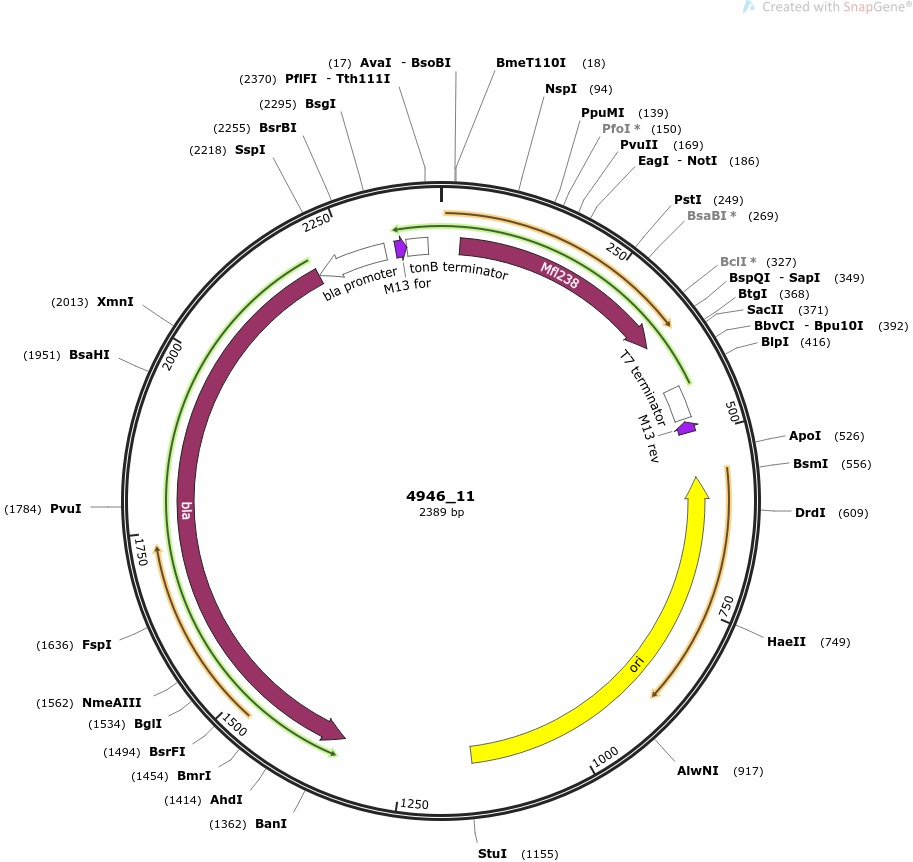 Created with SnapGene®
(17) AvaI - BsoBI
BmeT110I (18)
(2370) PflFI - Tth111I
NspI (94)
(2295) BsgI
PpuMI (139)
(2255) BsrBI
PfoI * (150)
(2218) SspI
PvuII (169)
EagI - NotI (186)
PstI (249)
BsaBI * (269)
BclI * (327)
BspQI - SapI (349)
BtgI (368)
SacII (371)
BbvCI - Bpu10I (392)
BlpI (416)
ApoI (526)
BsmI (556)
DrdI (609)
HaeII (749)
AlwNI (917)
StuI (1155)
(2013) XmnI
(1951) BsaHI
(1784) PvuI
(1636) FspI
(1562) NmeAIII
(1534) BglI
(1494) BsrFI
(1454) BmrI
(1414) AhdI
(1362) BanI
250
500
750
1000
1250
1500
1750
2000
2250
bla promoter
M13 for
tonB terminator
Mfl238
T7 terminator
M13 rev
ori
bla
4946_11
2389 bp